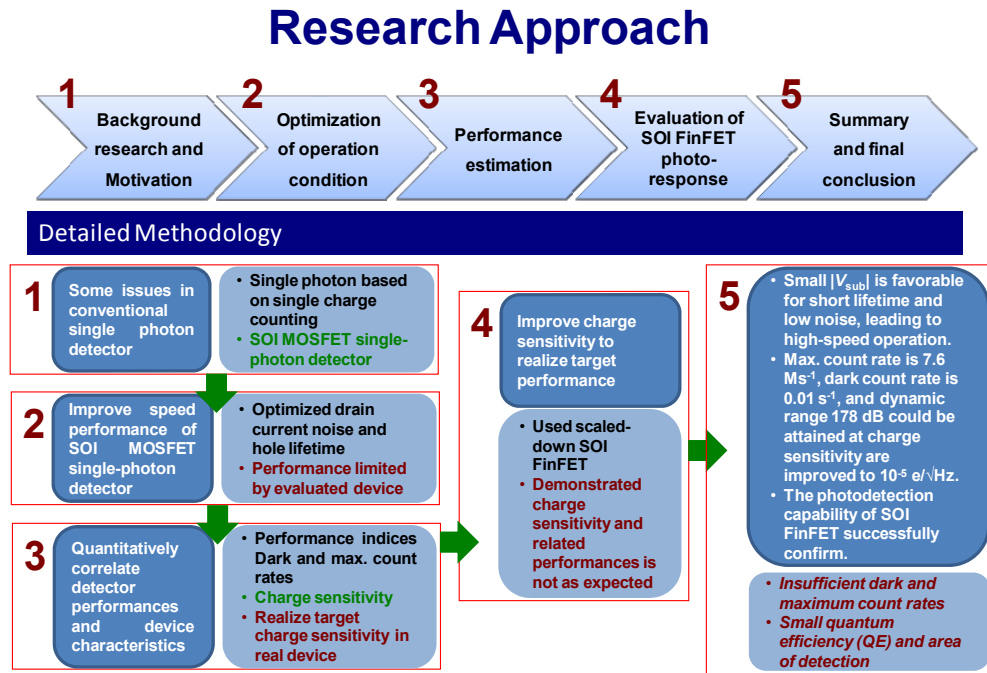 Research Approach
1
Background
research and
Motivation
2
Optimization
of operation
condition
3
Performance
estimation
4
Evaluation of
SOI FinFET
photo-
response
5
Summary
and final
conclusion
Detailed Methodology
1
Some issues in
conventional
single photon
detector
• Single photon based
on single charge
counting
• SOI MOSFET single-
photon detector
2
Improve speed
performance of
SOI MOSFET
single-photon
detector
• Optimized drain
current noise and
hole lifetime
• Performance limited
by evaluated device
3
Quantitatively
correlate
detector
performances
and device
characteristics
• Performance indices
Dark and max. count
rates
• Charge sensitivity
• Realize target
charge sensitivity in
real device
4
Improve charge
sensitivity to
realize target
performance
• Used scaled-
down SOI
FinFET
• Demonstrated
charge
sensitivity and
related
performances is
not as expected
5
• Small |Vsub| is favorable
for short lifetime and
low noise, leading to
high-speed operation.
• Max. count rate is 7.6
Ms⁻¹, dark count rate is
0.01 s⁻¹, and dynamic
range 178 dB could be
attained at charge
sensitivity are
improved to 10⁻⁵ e/√Hz.
• The photodetection
capability of SOI
FinFET successfully
confirm.
• Insufficient dark and
maximum count rates
• Small quantum
efficiency (QE) and area
of detection